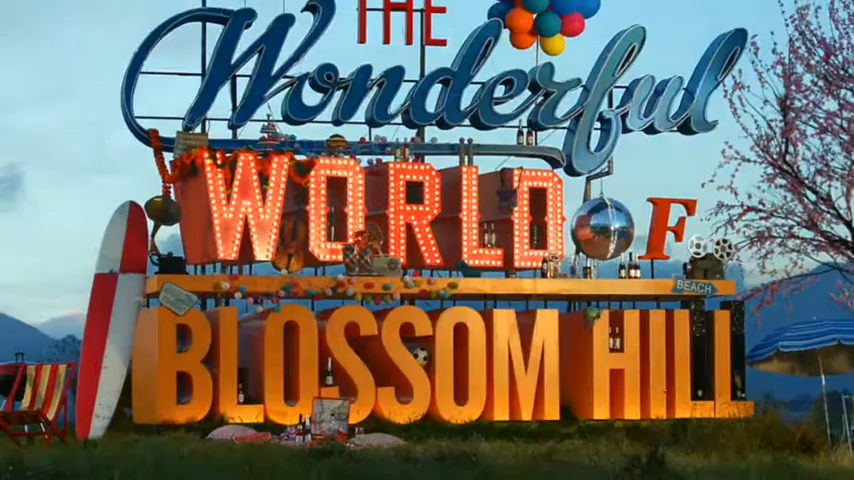 THE
Wonderful
WORLD OF
BEACH
BLOSSOM HILL